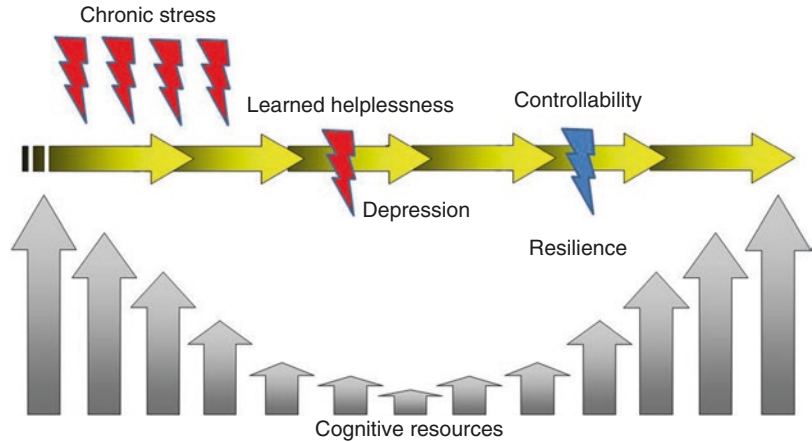 Chronic stress
Learned helplessness
Controllability
Depression
Resilience
Cognitive resources